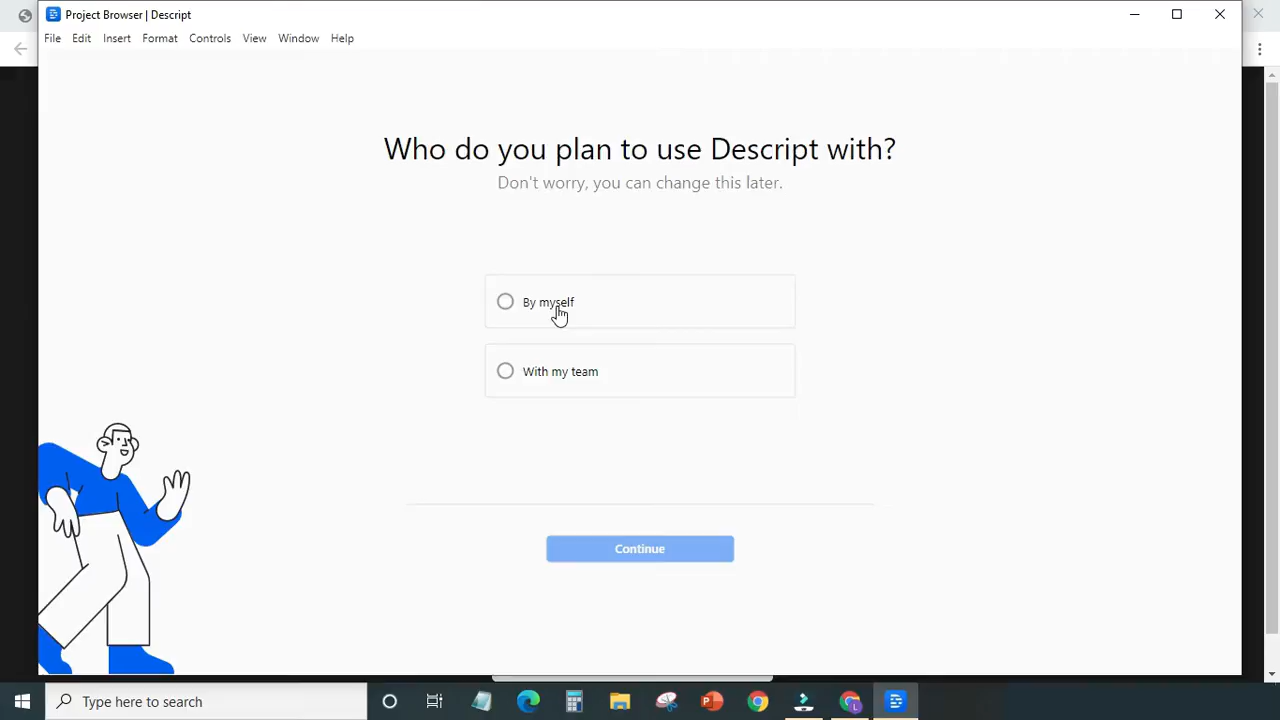 Project Browser | Descript
File Edit Insert Format Controls View Window Help
Who do you plan to use Descript with?
Don't worry, you can change this later.
By myself
With my team
Continue
Type here to search